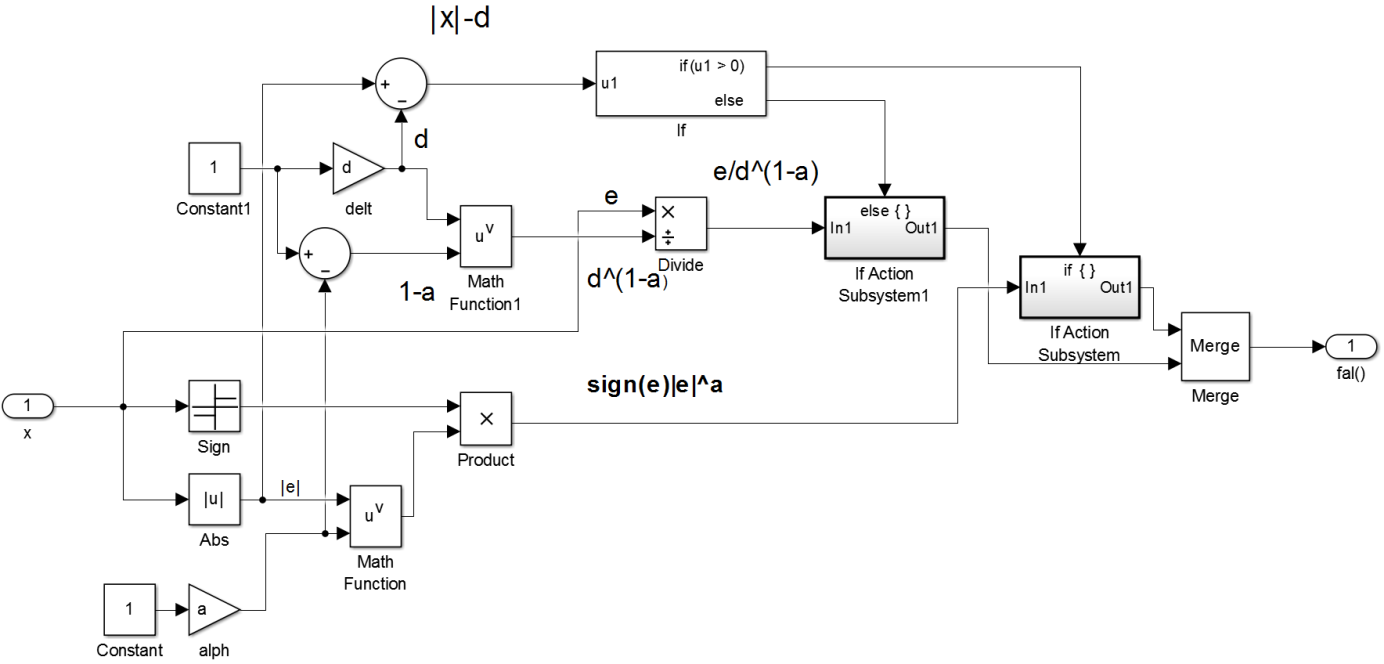 |x|-d
+
−
u1
if(u1 > 0)
else
If
d
1
Constant1
d
delt
e/d^(1-a)
+
−
1-a
u^v
Math
Function1
e
×
÷
Divide
d^(1-a)
else { }
In1
Out1
If Action
Subsystem1
if { }
In1
Out1
If Action
Subsystem
Merge
Merge
1
fal()
1
x
Sign
sign(e)|e|^a
×
Product
|u|
Abs
|e|
u^v
Math
Function
1
Constant
a
alph